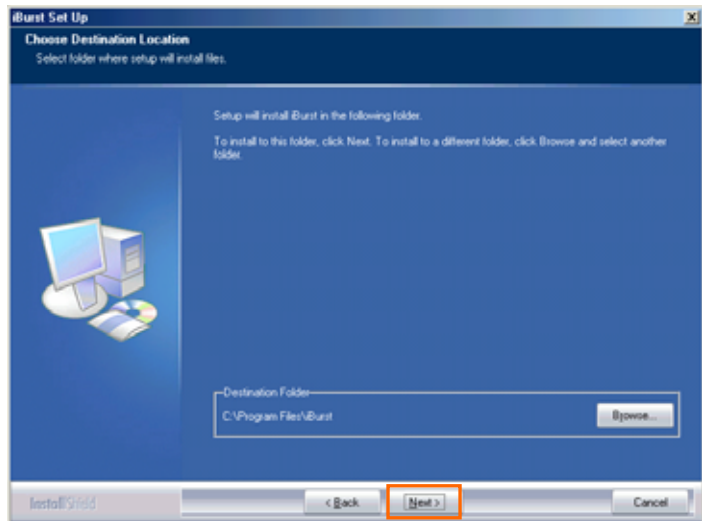 iBurst Set Up
Choose Destination Location
Select folder where setup will install files.
Setup will install iBurst in the following folder.
To install to this folder, click Next. To install to a different folder, click Browse and select another
folder.
Destination Folder
C:\Program Files\iBurst
Browse...
InstallShield
< Back
Next >
Cancel